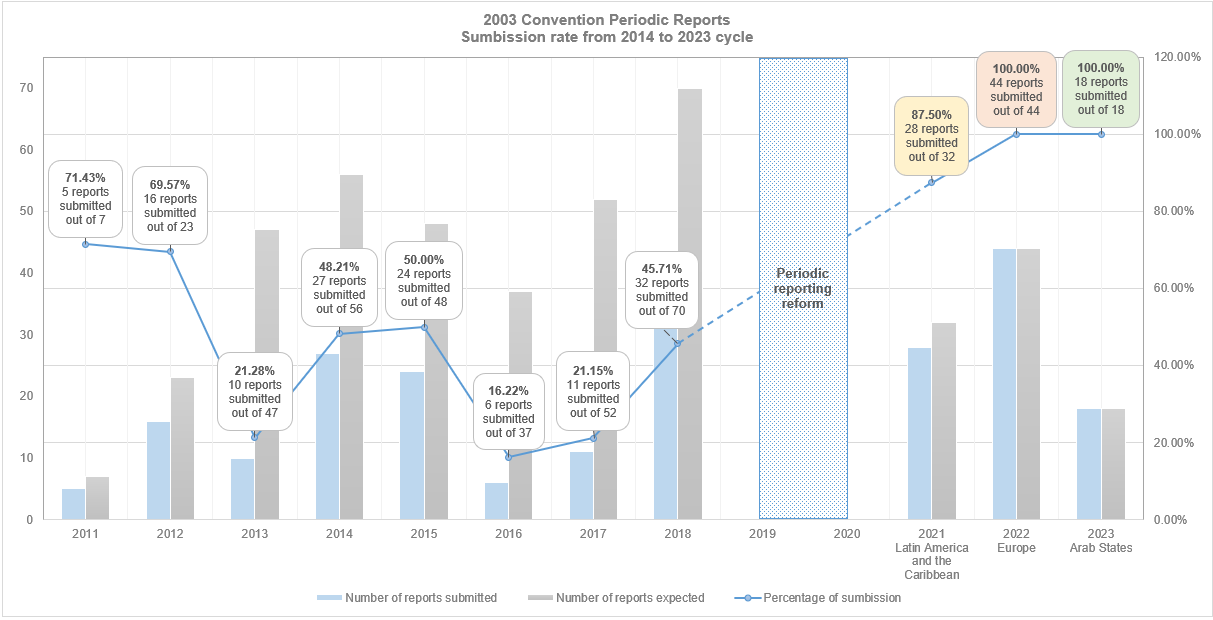 2003 Convention Periodic Reports
Sumbission rate from 2014 to 2023 cycle
70
60
50
40
30
20
10
0
120.00%
100.00%
80.00%
60.00%
40.00%
20.00%
0.00%
71.43%
5 reports
submitted
out of 7
69.57%
16 reports
submitted
out of 23
21.28%
10 reports
submitted
out of 47
48.21%
27 reports
submitted
out of 56
50.00%
24 reports
submitted
out of 48
16.22%
6 reports
submitted
out of 37
21.15%
11 reports
submitted
out of 52
45.71%
32 reports
submitted
out of 70
Periodic
reporting
reform
87.50%
28 reports
submitted
out of 32
100.00%
44 reports
submitted
out of 44
100.00%
18 reports
submitted
out of 18
2011
2012
2013
2014
2015
2016
2017
2018
2019
2020
2021
Latin America
and the
Caribbean
2022
Europe
2023
Arab States
Number of reports submitted
Number of reports expected
Percentage of sumbission